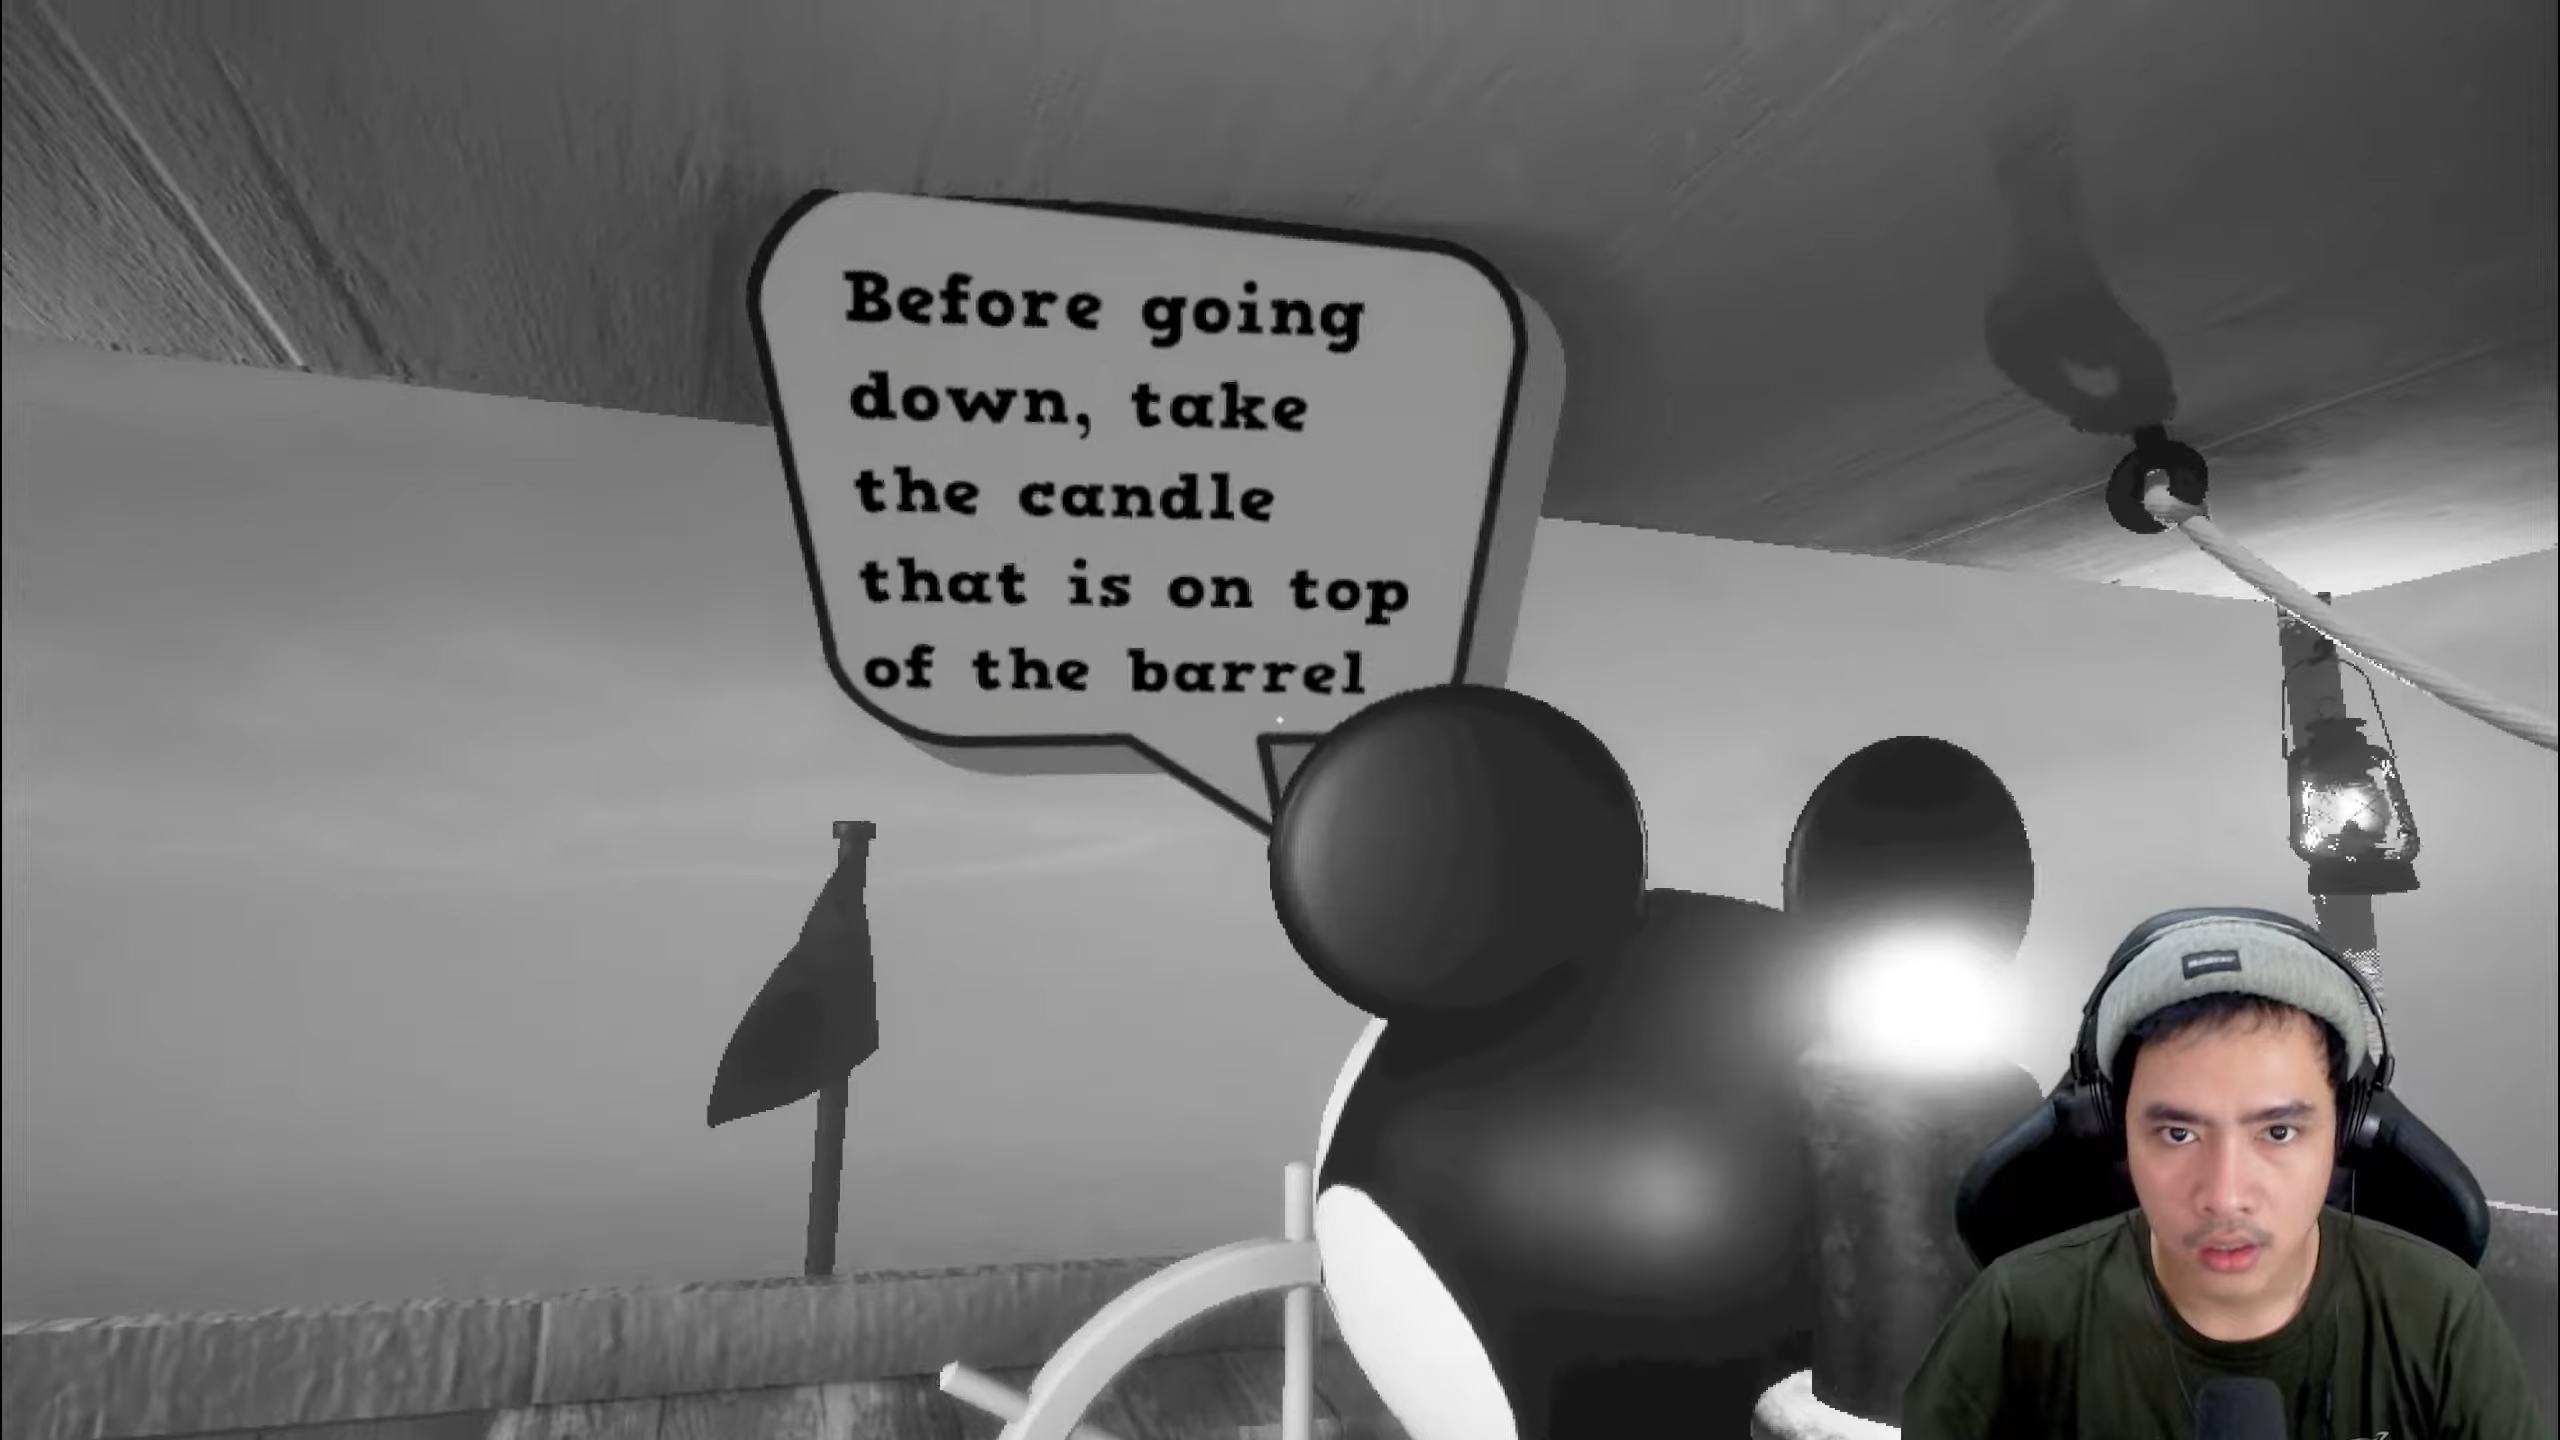 Before going
down, take
the candle
that is on top
of the barrel